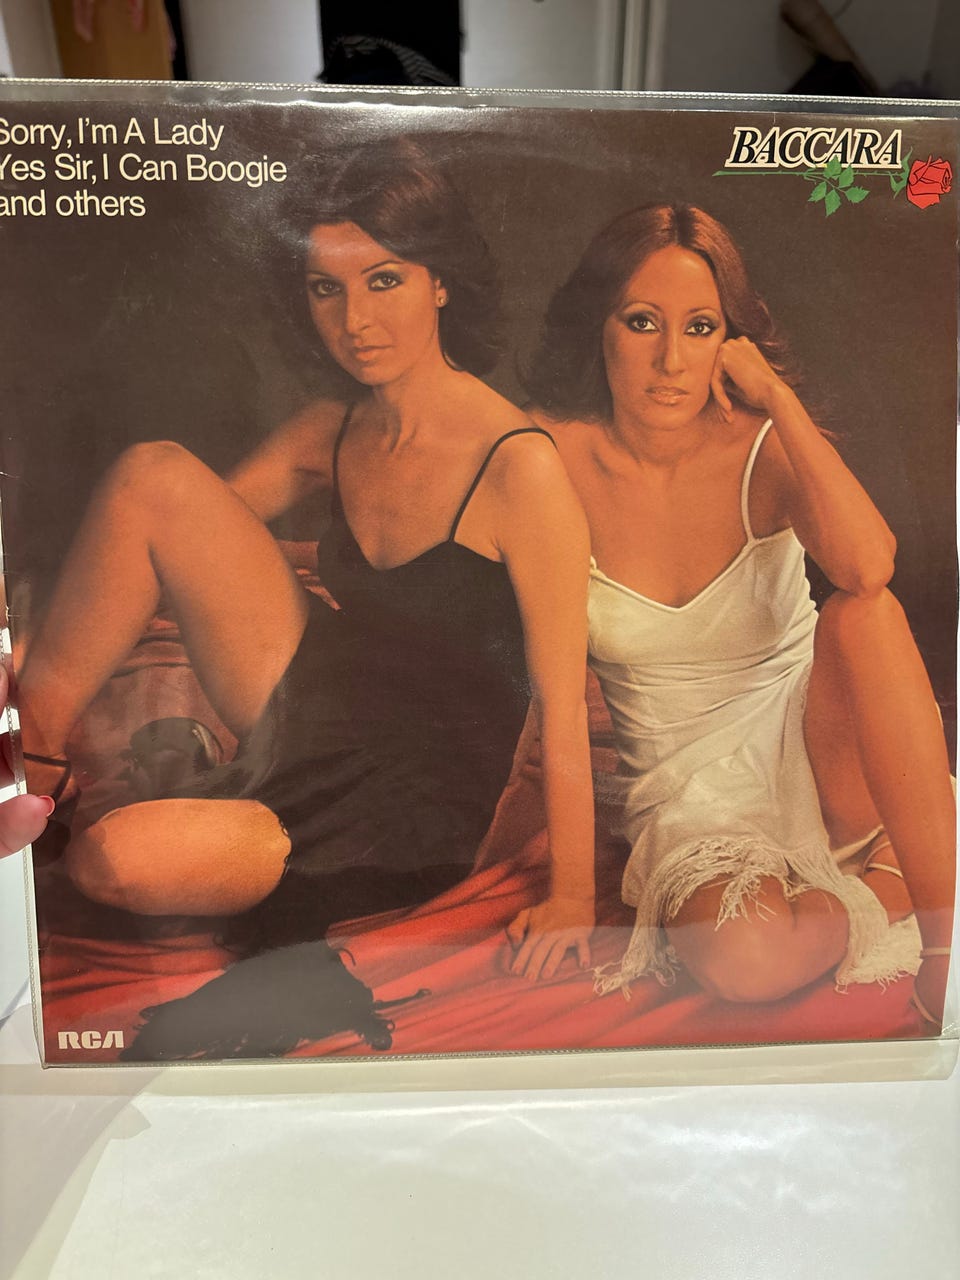 Sorry, I'm A Lady
Yes Sir, I Can Boogie
and others
BACCARA
RCA